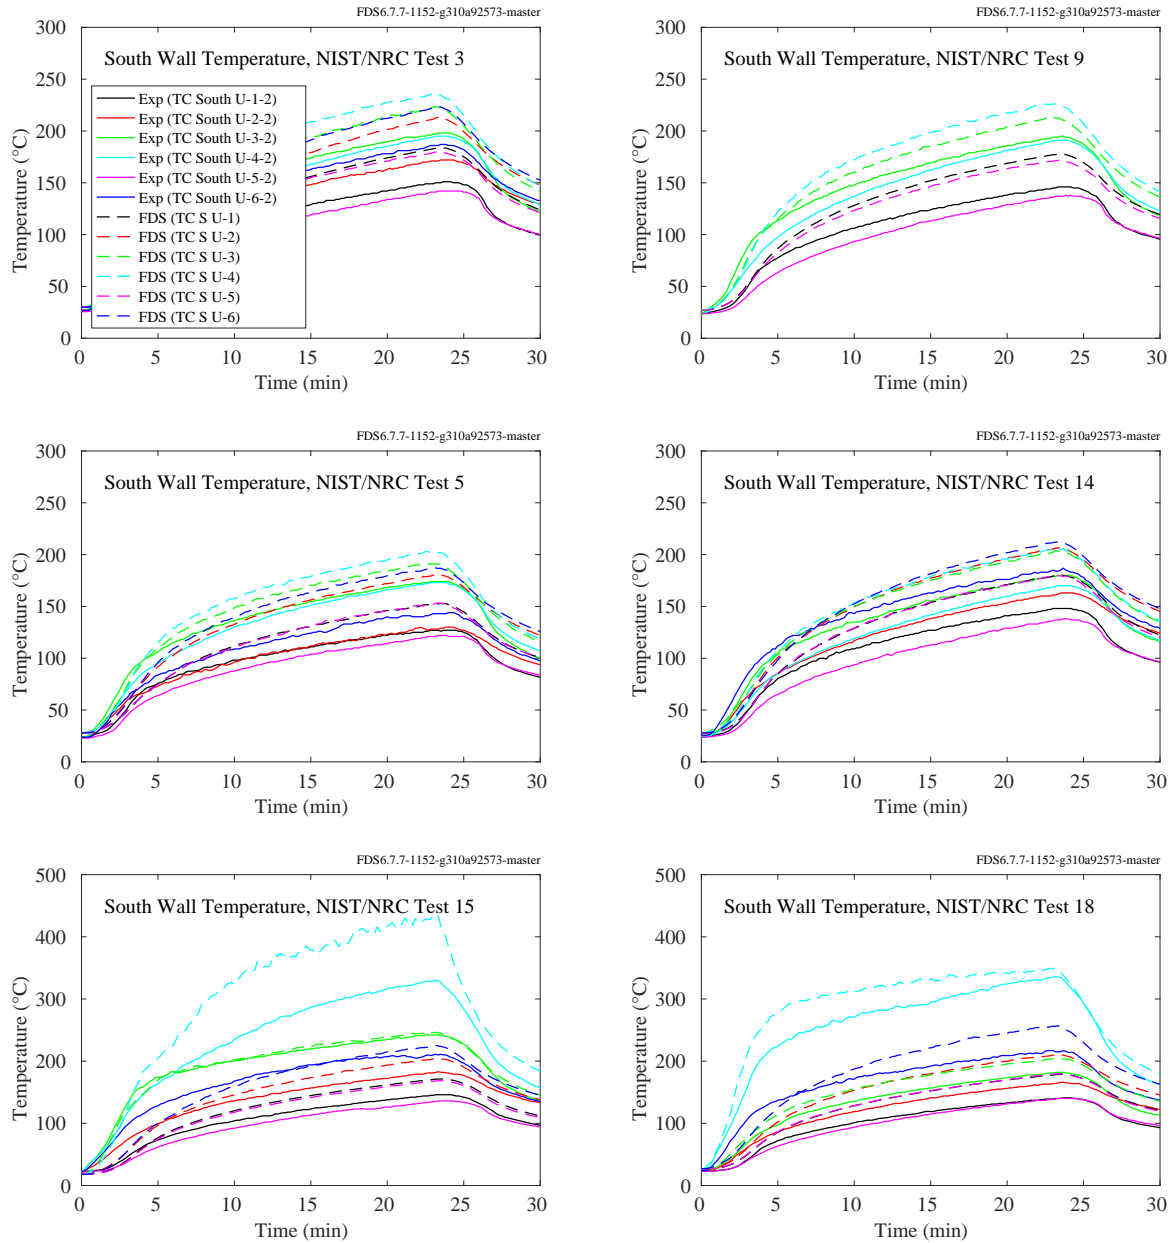 FDS6.7.7-1152-g310a92573-master
South Wall Temperature, NIST/NRC Test 3
Exp (TC South U-1-2)
Exp (TC South U-2-2)
Exp (TC South U-3-2)
Exp (TC South U-4-2)
Exp (TC South U-5-2)
Exp (TC South U-6-2)
FDS (TC S U-1)
FDS (TC S U-2)
FDS (TC S U-3)
FDS (TC S U-4)
FDS (TC S U-5)
FDS (TC S U-6)
Temperature (°C)
300
250
200
150
100
50
0
0 5 10 15 20 25 30
Time (min)
FDS6.7.7-1152-g310a92573-master
South Wall Temperature, NIST/NRC Test 9
Temperature (°C)
300
250
200
150
100
50
0
0 5 10 15 20 25 30
Time (min)
FDS6.7.7-1152-g310a92573-master
South Wall Temperature, NIST/NRC Test 5
Temperature (°C)
300
250
200
150
100
50
0
0 5 10 15 20 25 30
Time (min)
FDS6.7.7-1152-g310a92573-master
South Wall Temperature, NIST/NRC Test 14
Temperature (°C)
300
250
200
150
100
50
0
0 5 10 15 20 25 30
Time (min)
FDS6.7.7-1152-g310a92573-master
South Wall Temperature, NIST/NRC Test 15
Temperature (°C)
500
400
300
200
100
0
0 5 10 15 20 25 30
Time (min)
FDS6.7.7-1152-g310a92573-master
South Wall Temperature, NIST/NRC Test 18
Temperature (°C)
500
400
300
200
100
0
0 5 10 15 20 25 30
Time (min)